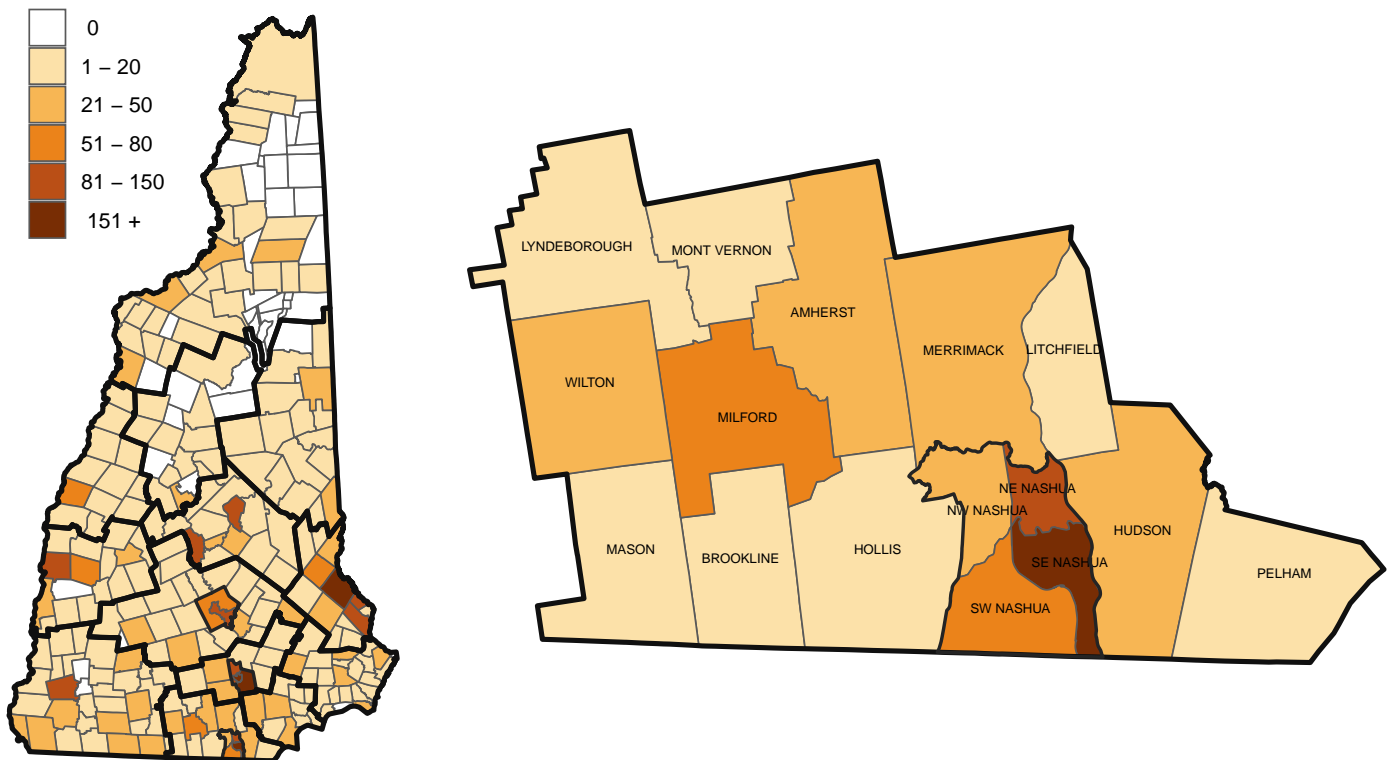 0
1 – 20
21 – 50
51 – 80
81 – 150
151 +
LYNDEBOROUGH
MONT VERNON
AMHERST
MERRIMACK
LITCHFIELD
WILTON
MILFORD
NE NASHUA
NW NASHUA
HUDSON
MASON
BROOKLINE
HOLLIS
SE NASHUA
PELHAM
SW NASHUA